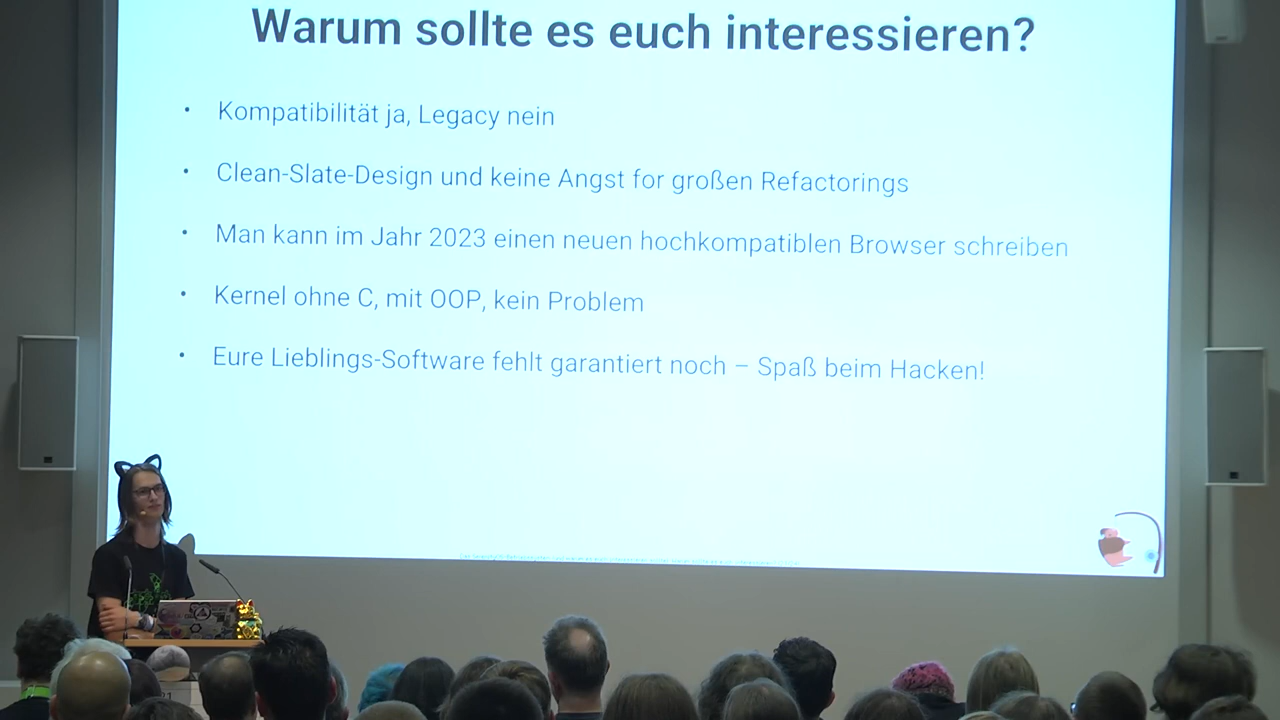 Warum sollte es euch interessieren?
Kompatibilität ja, Legacy nein
Clean-Slate-Design und keine Angst for großen Refactorings
Man kann im Jahr 2023 einen neuen hochkompatiblen Browser schreiben
Kernel ohne C, mit OOP, kein Problem
Eure Lieblings-Software fehlt garantiert noch – Spaß beim Hacken!